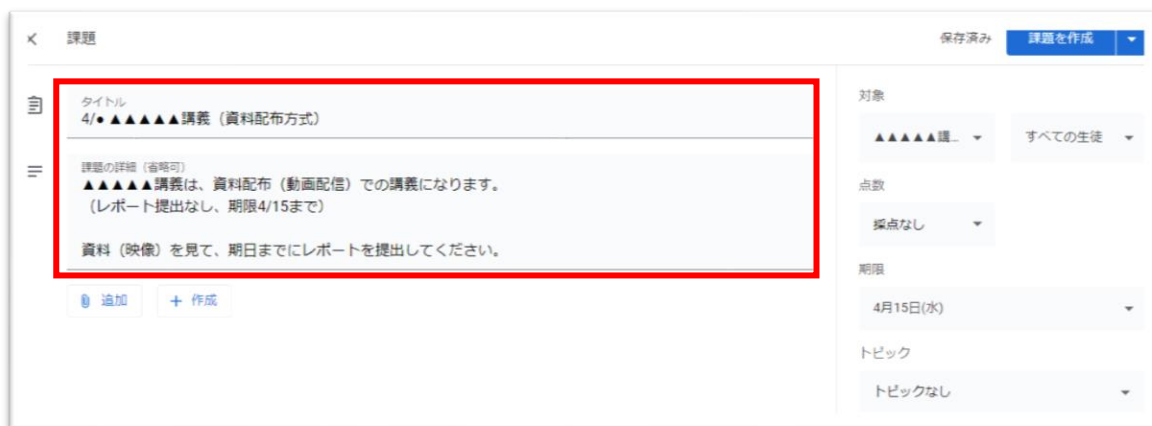 課題
保存済み
課題を作成
タイトル
4/● ▲▲▲▲▲講義（資料配布方式）
課題の詳細（省略可）
▲▲▲▲▲講義は、資料配布（動画配信）での講義になります。
（レポート提出なし、期限4/15まで）
資料（映像）を見て、期日までにレポートを提出してください。
追加
＋ 作成
対象
▲▲▲▲▲講...
すべての生徒
点数
採点なし
期限
4月15日(水)
トピック
トピックなし